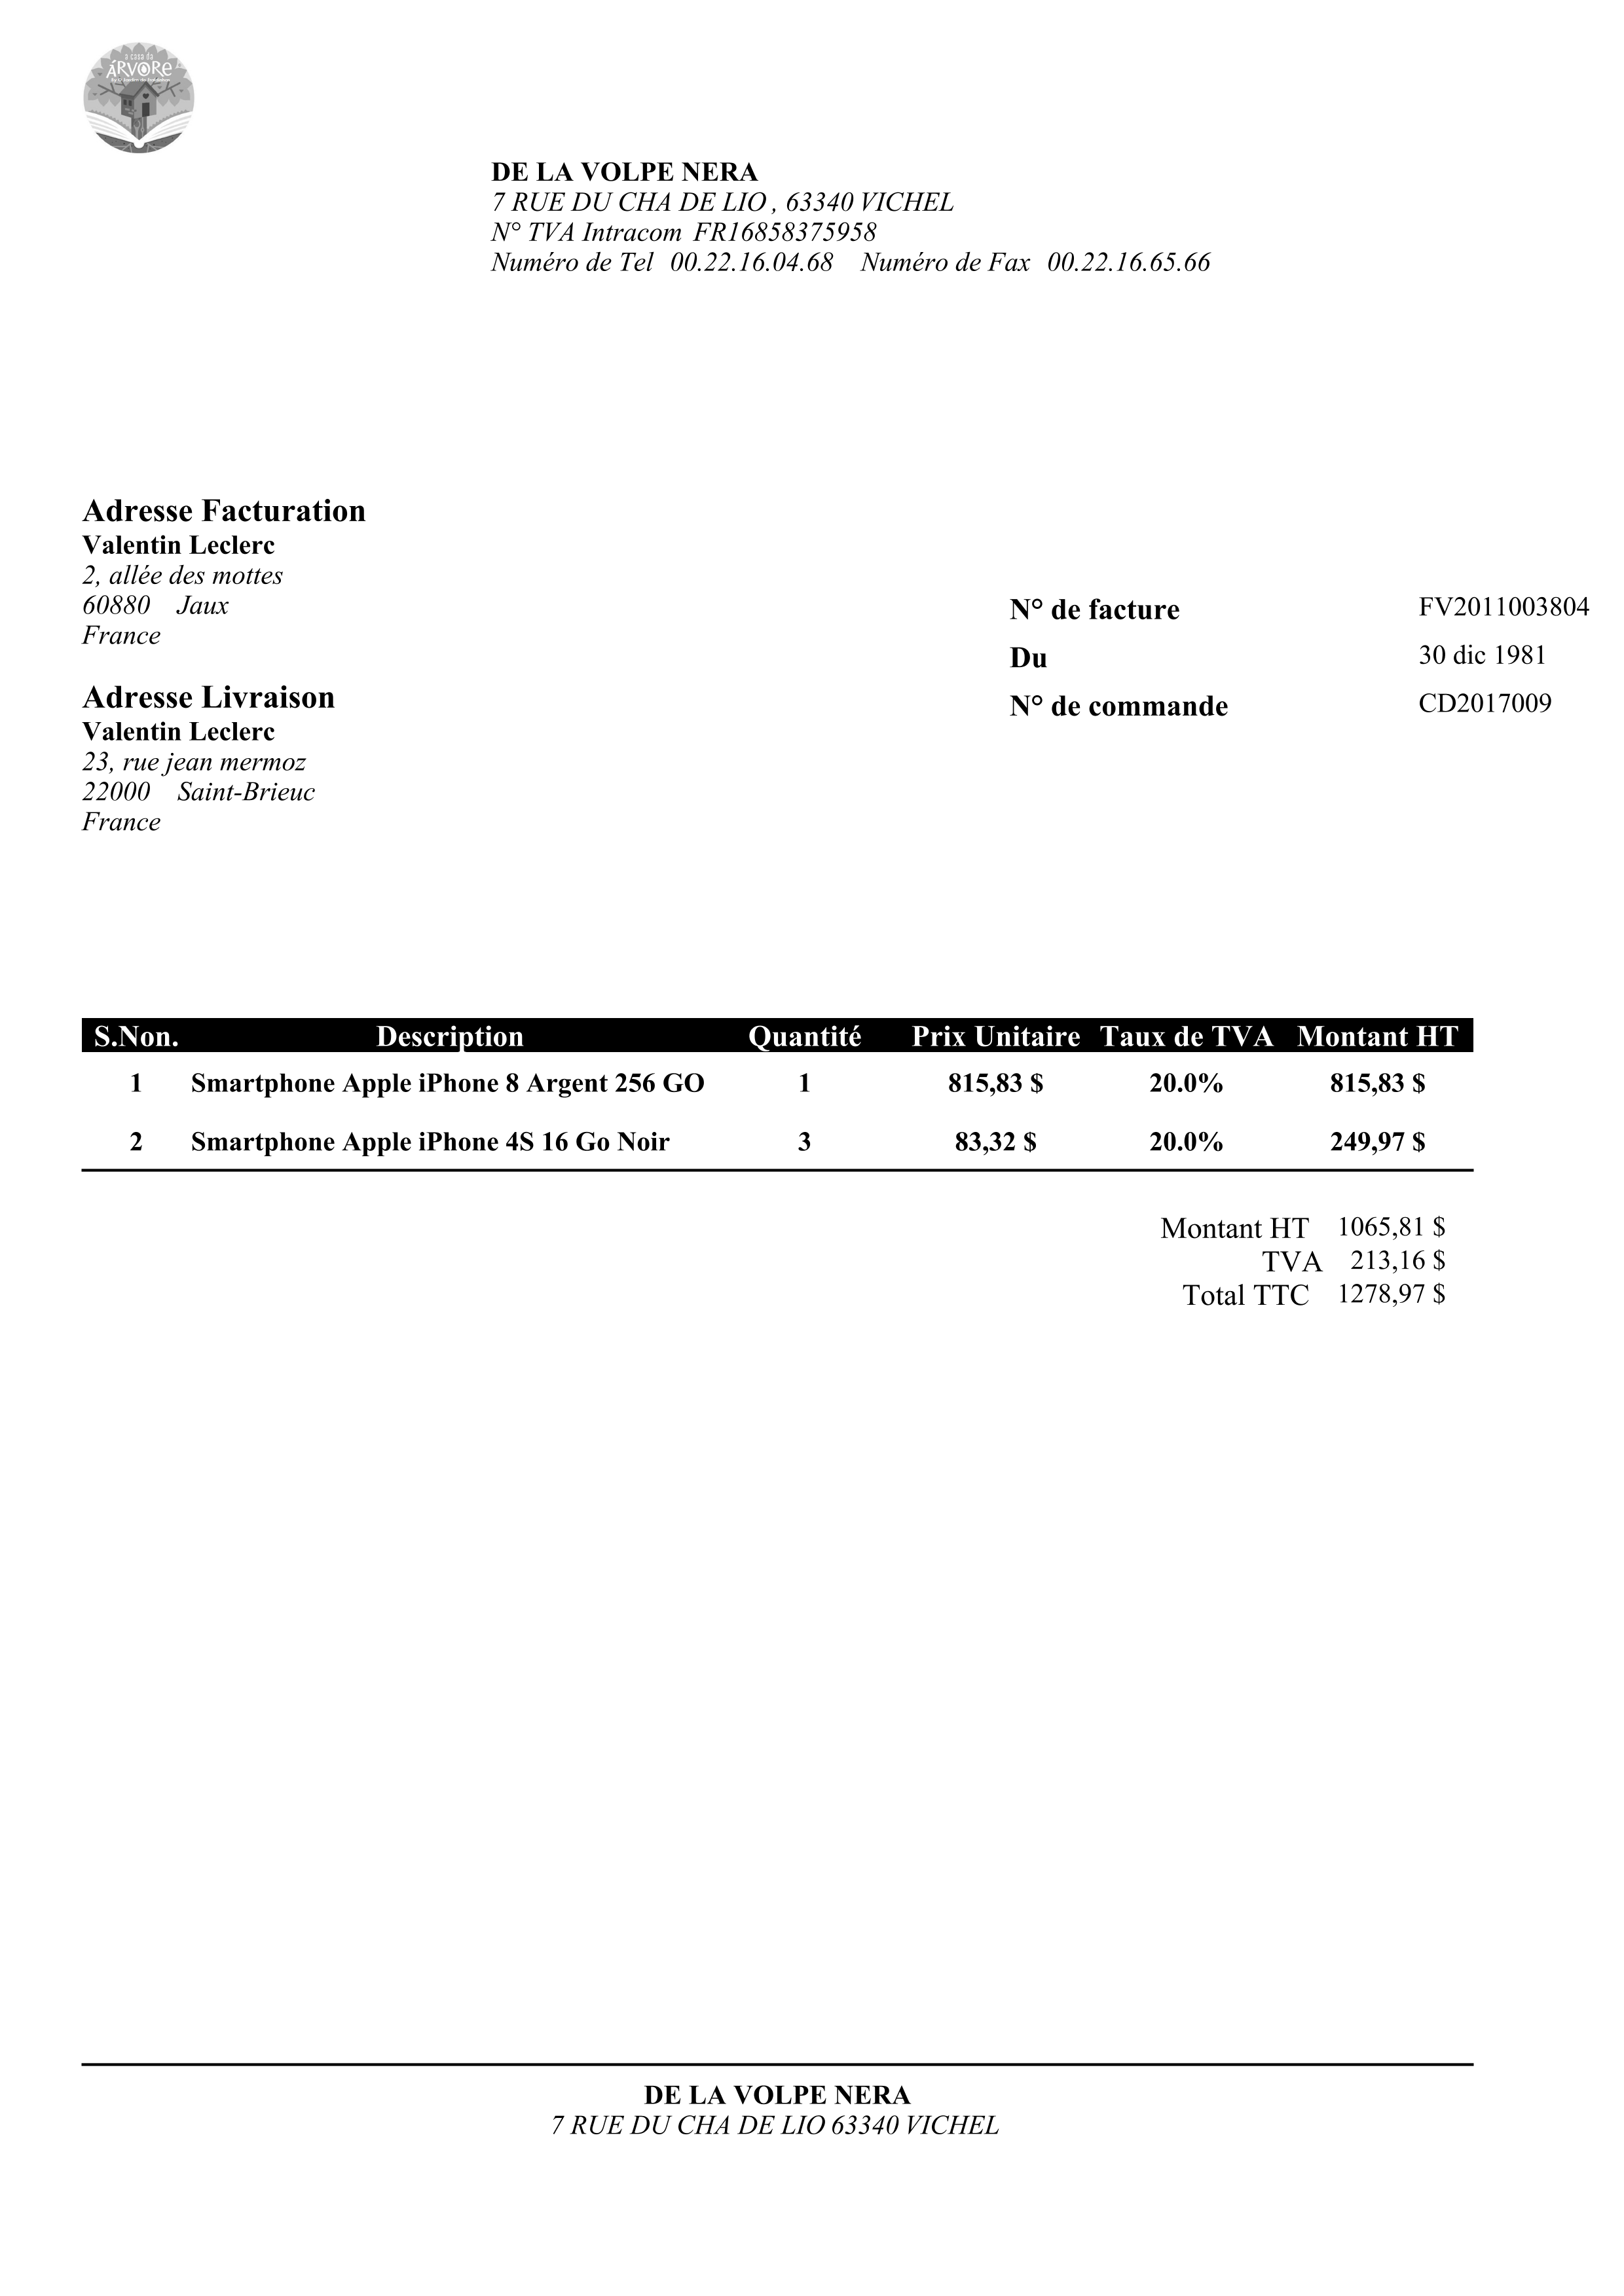 a casa da
ÁRVORE
DE LA VOLPE NERA
7 RUE DU CHA DE LIO , 63340 VICHEL
N° TVA Intracom FR16858375958
Numéro de Tel 00.22.16.04.68 Numéro de Fax 00.22.16.65.66
Adresse Facturation
Valentin Leclerc
2, allée des mottes
60880 Jaux
France
Adresse Livraison
Valentin Leclerc
23, rue jean mermoz
22000 Saint-Brieuc
France
N° de facture FV2011003804
Du 30 dic 1981
N° de commande CD2017009
S.Non. Description Quantité Prix Unitaire Taux de TVA Montant HT
1 Smartphone Apple iPhone 8 Argent 256 GO 1 815,83 $ 20.0% 815,83 $
2 Smartphone Apple iPhone 4S 16 Go Noir 3 83,32 $ 20.0% 249,97 $
Montant HT 1065,81 $
TVA 213,16 $
Total TTC 1278,97 $
DE LA VOLPE NERA
7 RUE DU CHA DE LIO 63340 VICHEL